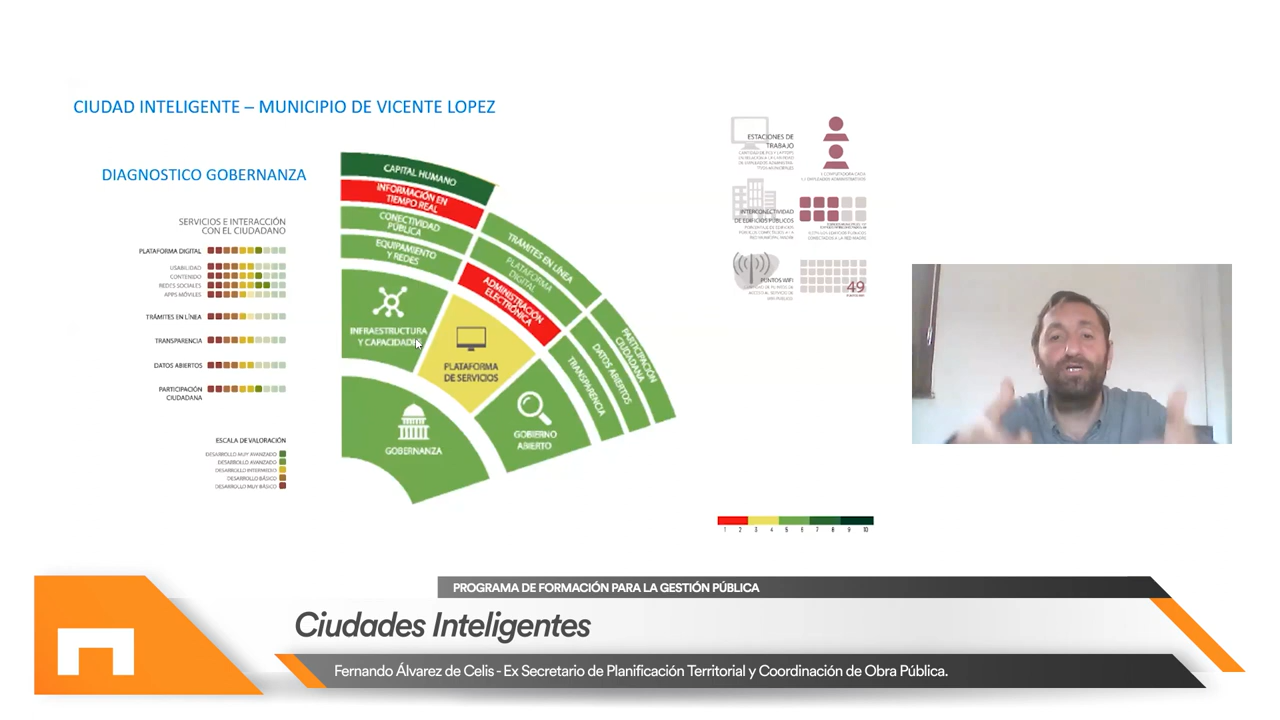 CIUDAD INTELIGENTE – MUNICIPIO DE VICENTE LOPEZ
DIAGNOSTICO GOBERNANZA
SERVICIOS E INTERACCIÓN
CON EL CIUDADANO
PLATAFORMA DIGITAL
USABILIDAD
CONTENIDO
REDES SOCIALES
APPS MÓVILES
TRÁMITES EN LÍNEA
TRANSPARENCIA
DATOS ABIERTOS
PARTICIPACIÓN
CIUDADANA
ESCALA DE VALORACIÓN
DESARROLLO MUY AVANZADO
DESARROLLO AVANZADO
DESARROLLO INTERMEDIO
DESARROLLO BÁSICO
DESARROLLO MUY BÁSICO
CAPITAL HUMANO
INFORMACIÓN EN
TIEMPO REAL
CONECTIVIDAD
PÚBLICA
EQUIPAMIENTO
Y REDES
INFRAESTRUCTURA
Y CAPACIDADES
TRÁMITES EN LÍNEA
PLATAFORMA
DIGITAL
ADMINISTRACIÓN
ELECTRÓNICA
PLATAFORMA
DE SERVICIOS
PARTICIPACIÓN
CIUDADANA
DATOS ABIERTOS
TRANSPARENCIA
GOBIERNO
ABIERTO
GOBERNANZA
ESTACIONES DE
TRABAJO
INTERCONECTIVIDAD
DE EDIFICIOS PÚBLICOS
PUNTOS WIFI
49
1 2 3 4 5 6 7 8 9 10
PROGRAMA DE FORMACIÓN PARA LA GESTIÓN PÚBLICA
Ciudades Inteligentes
Fernando Álvarez de Celis - Ex Secretario de Planificación Territorial y Coordinación de Obra Pública.